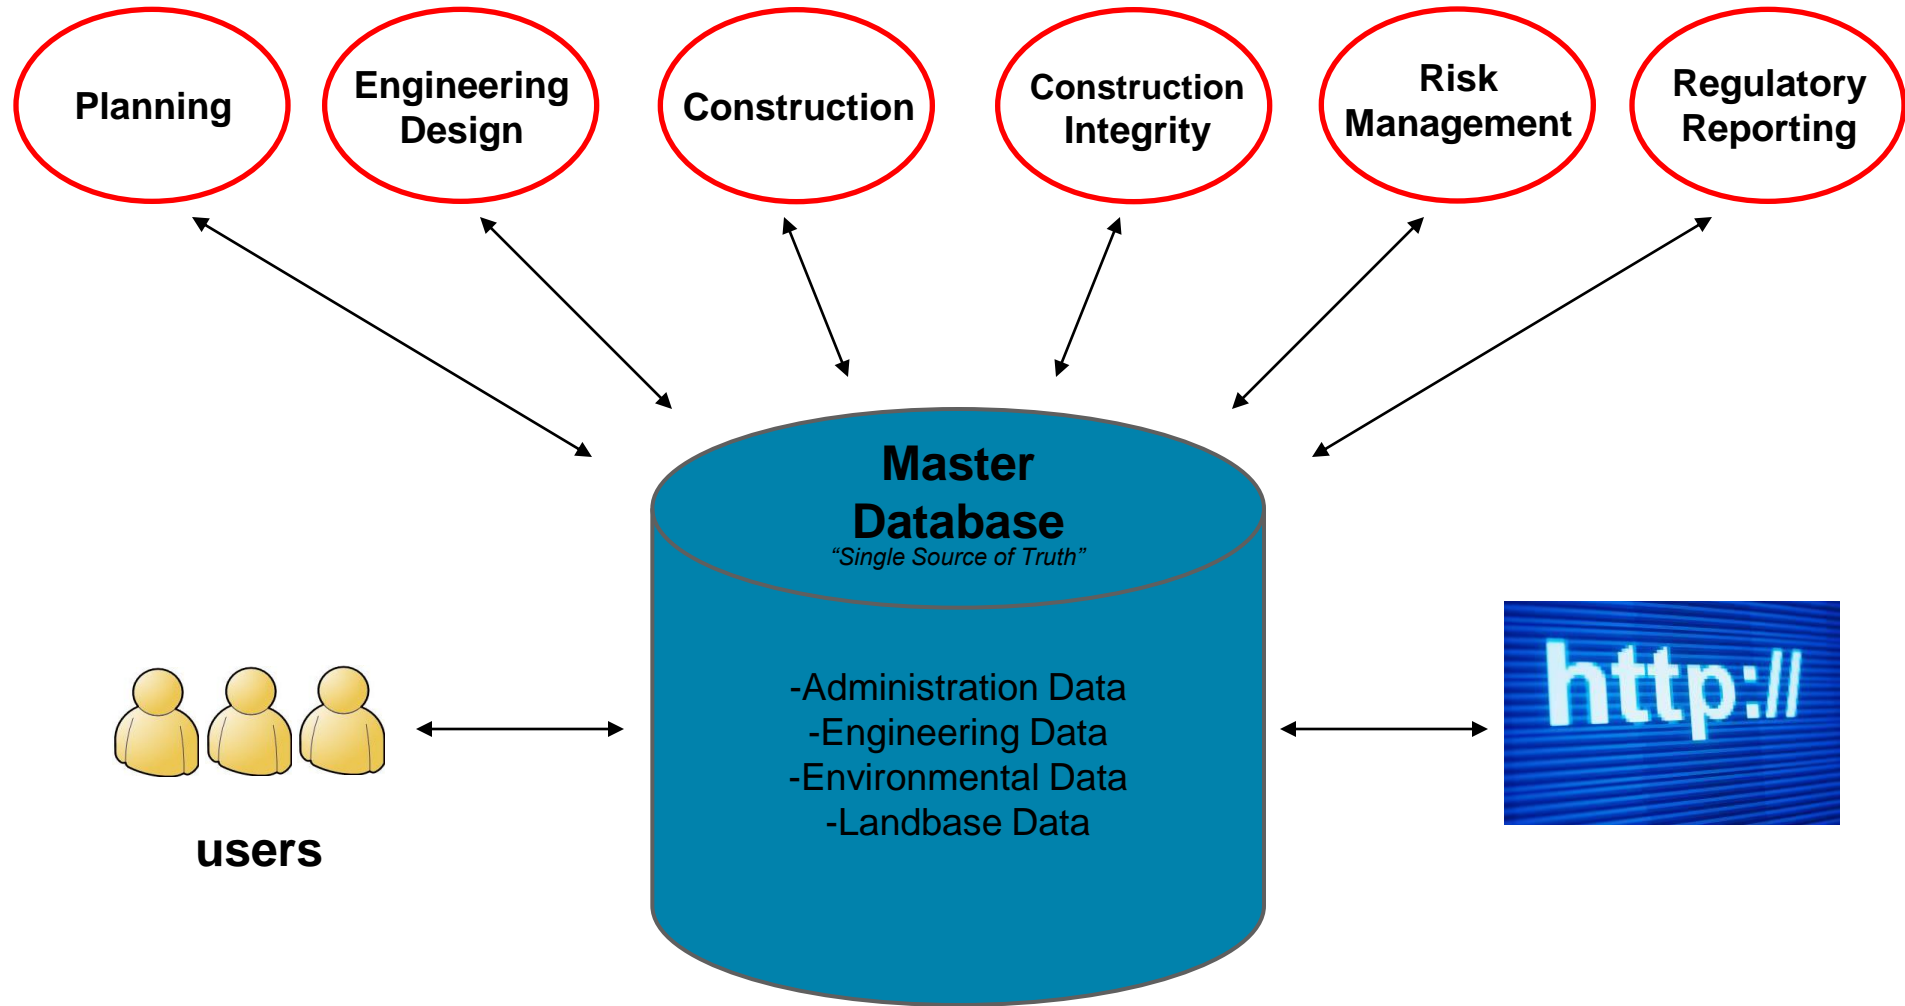 Planning
Engineering
Design
Construction
Construction
Integrity
Risk
Management
Regulatory
Reporting
Master
Database
“Single Source of Truth”
-Administration Data
-Engineering Data
-Environmental Data
-Landbase Data
users
http://